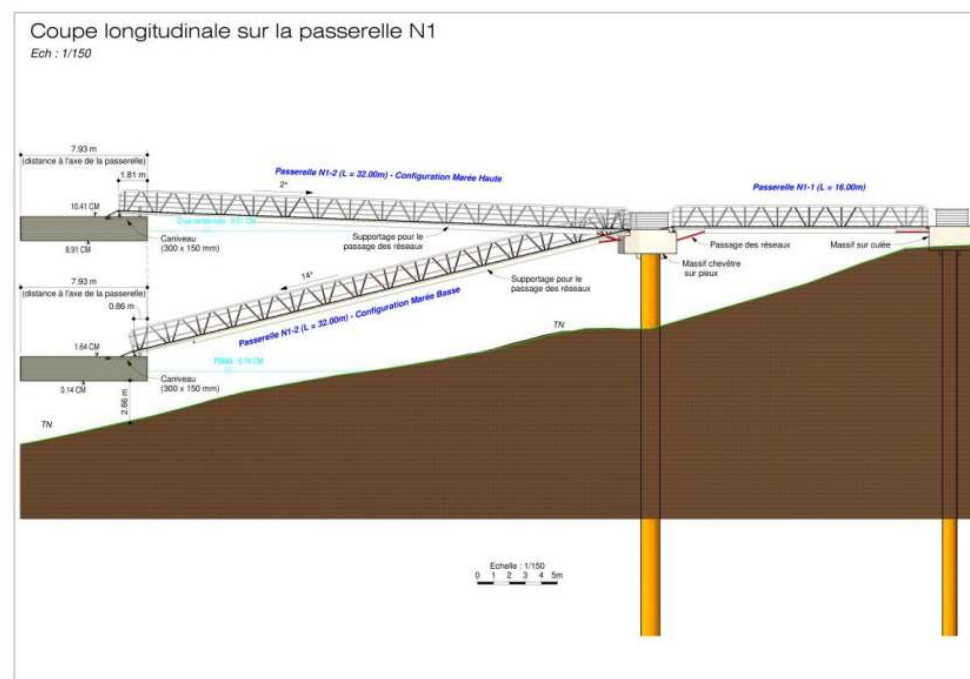 Coupe longitudinale sur la passerelle N1
Ech : 1/150
7.93 m
(distance à l'axe de la passerelle)
1.81 m
Passerelle N1-2 (L = 32.00m) - Configuration Marée Haute
2°
Passerelle N1-1 (L = 16.00m)
10.41 CM
8.91 CM
Caniveau
(300 x 150 mm)
Supportage pour le
passage des réseaux
Passage des réseaux
Massif sur culée
Massif chevêtre
sur pieux
7.93 m
(distance à l'axe de la passerelle)
0.86 m
14°
Supportage pour le
passage des réseaux
Passerelle N1-2 (L = 32.00m) - Configuration Marée Basse
1.64 CM
0.14 CM
Caniveau
(300 x 150 mm)
2.66 m
TN
TN
Echelle : 1/150
0 1 2 3 4 5m